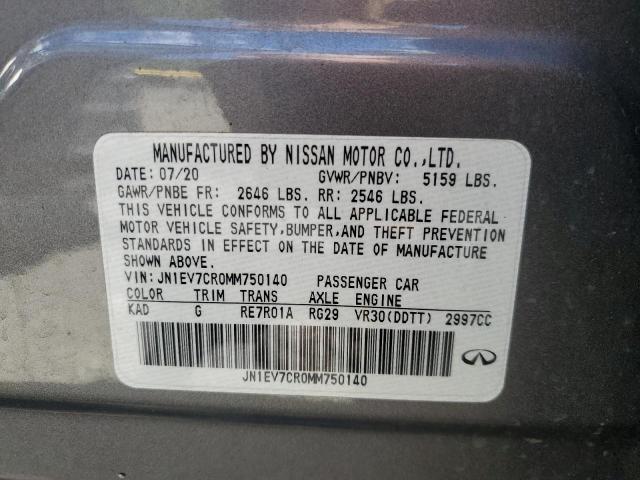 MANUFACTURED BY NISSAN MOTOR CO.,LTD.
DATE: 07/20 GVWR/PNBV: 5159 LBS.
GAWR/PNBE FR: 2646 LBS. RR: 2546 LBS.
THIS VEHICLE CONFORMS TO ALL APPLICABLE FEDERAL
MOTOR VEHICLE SAFETY,BUMPER,AND THEFT PREVENTION
STANDARDS IN EFFECT ON THE DATE OF MANUFACTURE
SHOWN ABOVE.
VIN: JN1EV7CR0MM750140 PASSENGER CAR
COLOR TRIM TRANS AXLE ENGINE
KAD G RE7R01A RG29 VR30(DDTT) 2997CC
JN1EV7CR0MM750140